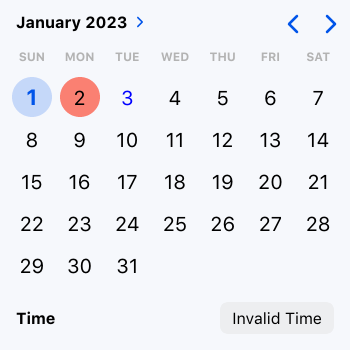 January 2023
SUN MON TUE WED THU FRI SAT
1 2 3 4 5 6 7
8 9 10 11 12 13 14
15 16 17 18 19 20 21
22 23 24 25 26 27 28
29 30 31
Time Invalid Time